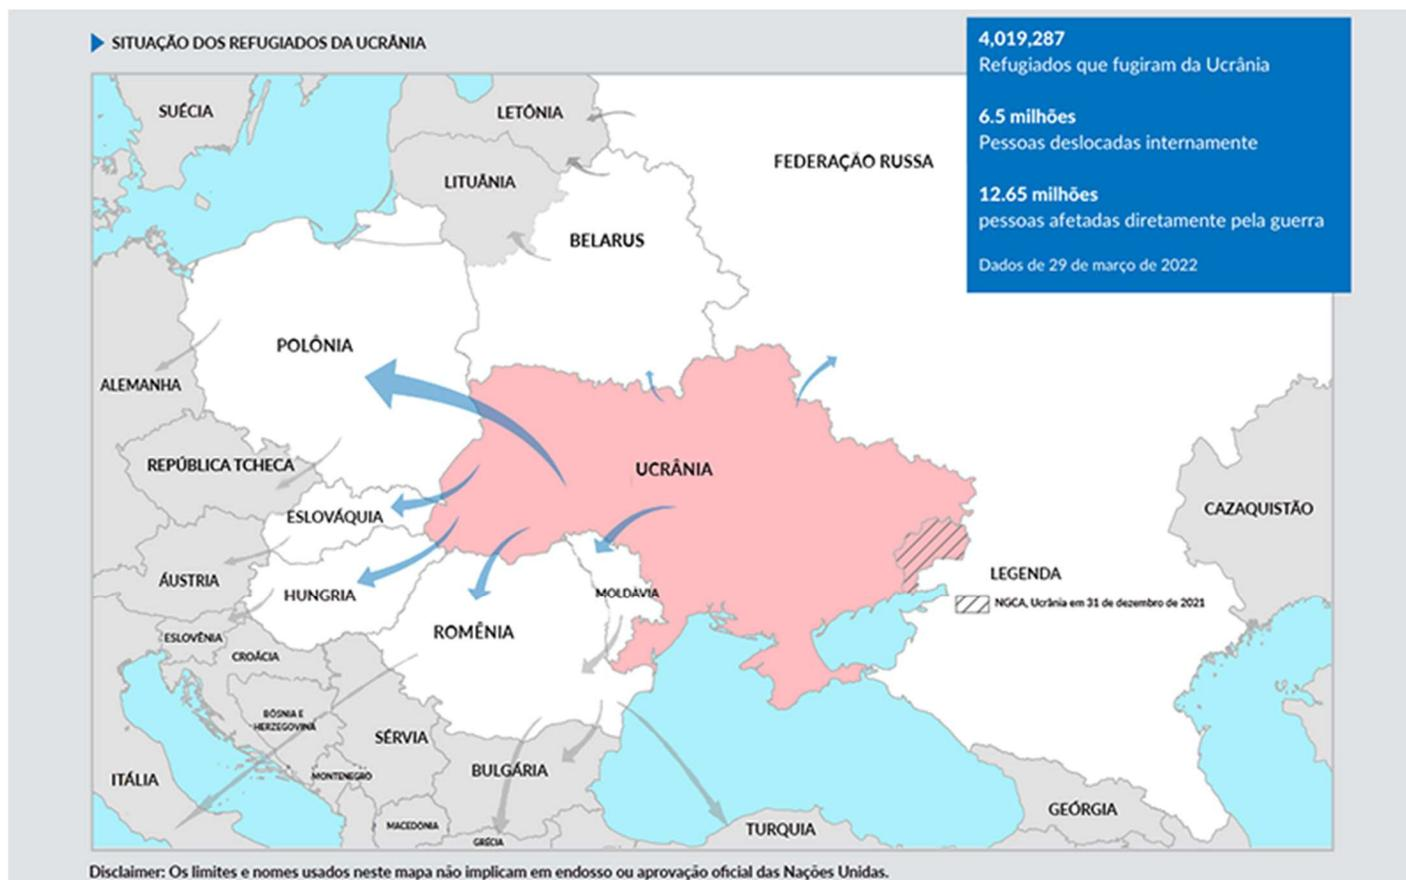 SITUAÇÃO DOS REFUGIADOS DA UCRÂNIA
4,019,287
Refugiados que fugiram da Ucrânia
6.5 milhões
Pessoas deslocadas internamente
12.65 milhões
pessoas afetadas diretamente pela guerra
Dados de 29 de março de 2022
SUÉCIA
LETÔNIA
FEDERAÇÃO RUSSA
LITUÂNIA
BELARUS
POLÔNIA
ALEMANHA
REPÚBLICA TCHECA
UCRÂNIA
ESLOVÁQUIA
CAZAQUISTÃO
ÁUSTRIA
HUNGRIA
MOLDÁVIA
LEGENDA
NGCA, Ucrânia em 31 de dezembro de 2021
ROMÊNIA
ESLOVÊNIA
CROÁCIA
BÓSNIA E
HERZEGOVINA
SÉRVIA
ITÁLIA
MONTENEGRO
BULGÁRIA
MACEDONIA
GRÉCIA
TURQUIA
GEÓRGIA
Disclaimer: Os limites e nomes usados neste mapa não implicam em endosso ou aprovação oficial das Nações Unidas.